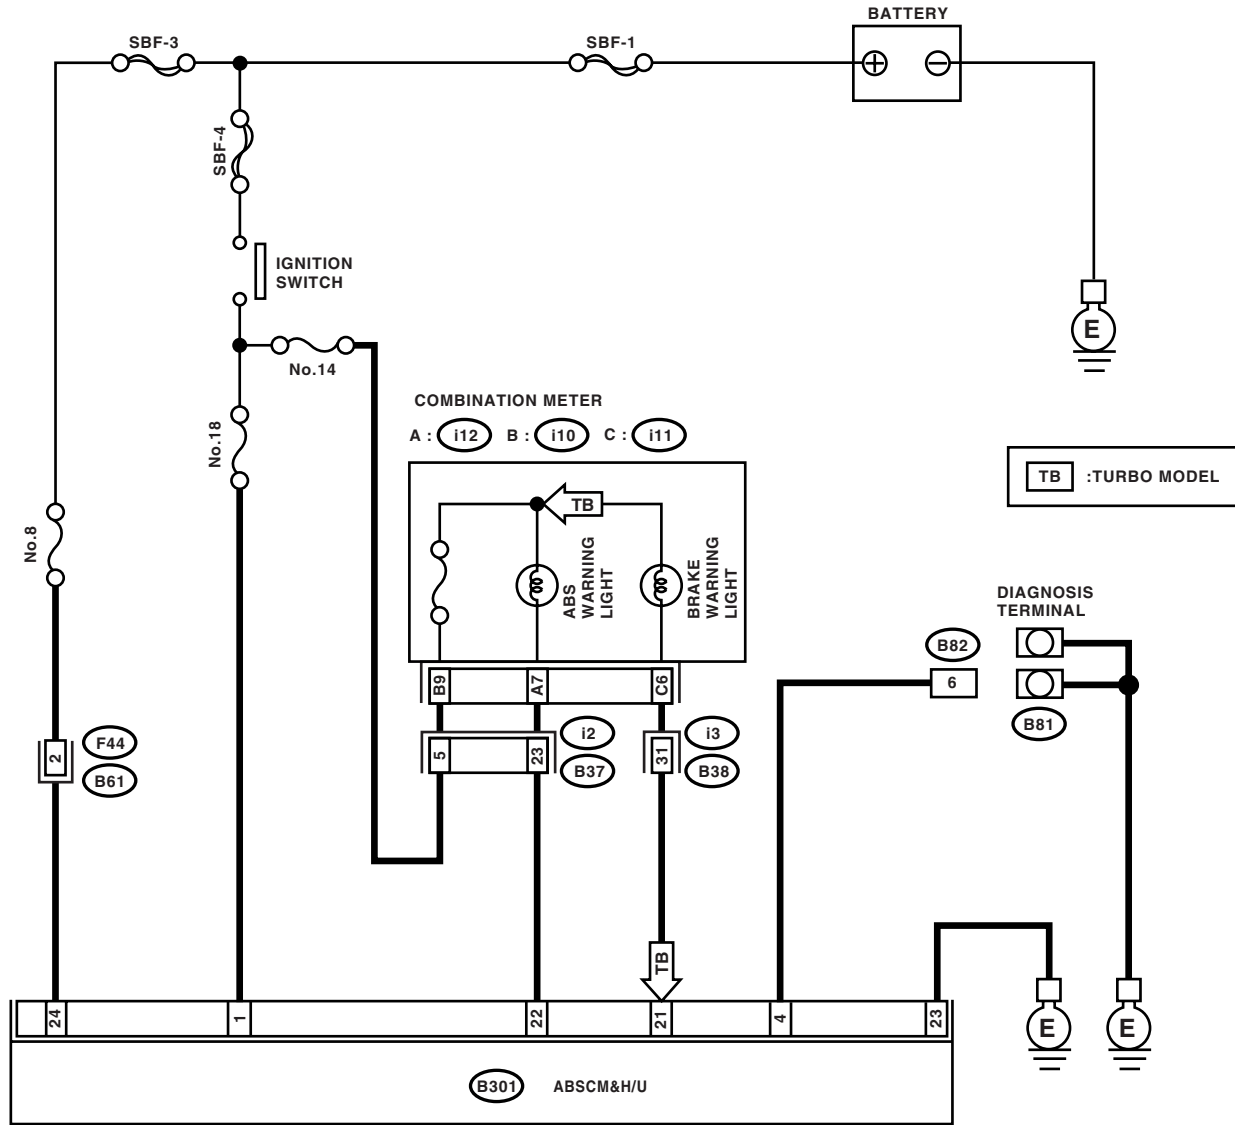 BATTERY
SBF-3
SBF-1
SBF-4
IGNITION
SWITCH
E
No.14
COMBINATION METER
A : i12 B : i10 C : i11
No.18
TB :TURBO MODEL
TB
No.8
ABS
WARNING
LIGHT
BRAKE
WARNING
LIGHT
DIAGNOSIS
TERMINAL
B82
B9
A7
C6
6
B81
F44
i2
i3
2
5
23
31
B61
B37
B38
TB
24
1
22
21
4
23
E
E
B301 ABSCM&H/U